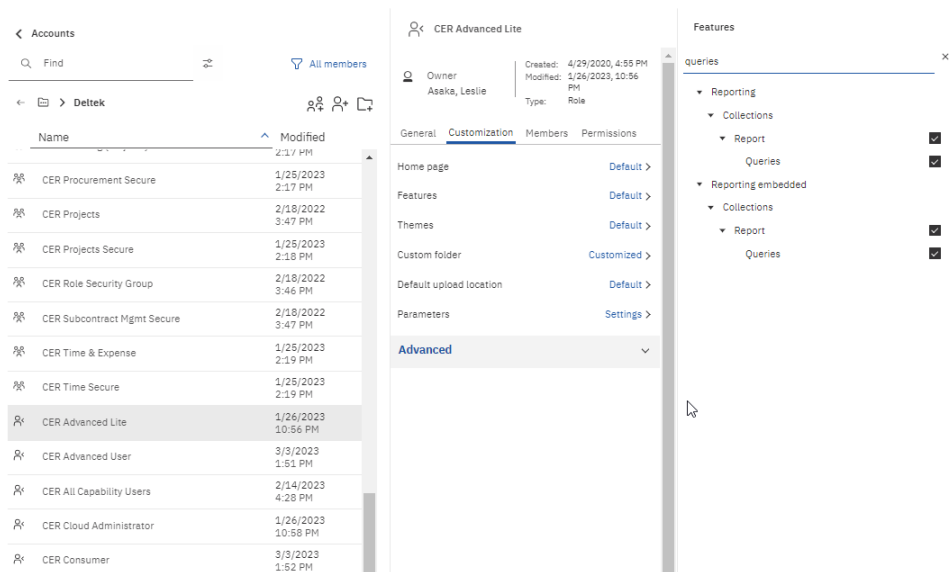 Accounts
Find
All members
Deltek
Name
Modified
2:17 PM
CER Procurement Secure
1/25/2023
2:17 PM
CER Projects
2/18/2022
3:47 PM
CER Projects Secure
1/25/2023
2:18 PM
CER Role Security Group
2/18/2022
3:46 PM
CER Subcontract Mgmt Secure
2/18/2022
3:47 PM
CER Time & Expense
1/25/2023
2:19 PM
CER Time Secure
1/25/2023
2:19 PM
CER Advanced Lite
1/26/2023
10:56 PM
CER Advanced User
3/3/2023
1:51 PM
CER All Capability Users
2/14/2023
4:28 PM
CER Cloud Administrator
1/26/2023
10:58 PM
CER Consumer
3/3/2023
1:52 PM
CER Advanced Lite
Owner
Asaka, Leslie
Created: 4/29/2020, 4:55 PM
Modified: 1/26/2023, 10:56
PM
Type: Role
General Customization Members Permissions
Home page Default
Features Default
Themes Default
Custom folder Customized
Default upload location Default
Parameters Settings
Advanced
Features
queries
Reporting
Collections
Report
Queries
Reporting embedded
Collections
Report
Queries